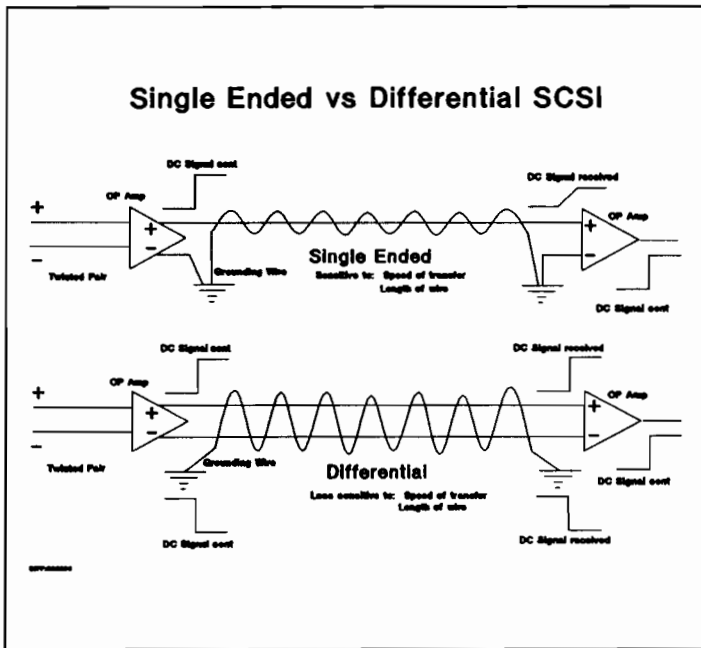 Single Ended vs Differential SCSI
DC Signal sent
DC Signal received
OP Amp
OP Amp
+
+
+
−
−
−
Single Ended
Twisted Pair
Grounding Wire
Sensitive to: Speed of transfer
Length of wire
DC Signal sent
DC Signal sent
DC Signal received
OP Amp
OP Amp
+
+
+
−
−
−
Twisted Pair
Grounding Wire
Differential
Less sensitive to: Speed of transfer
Length of wire
DC Signal sent
DC Signal sent
DC Signal received